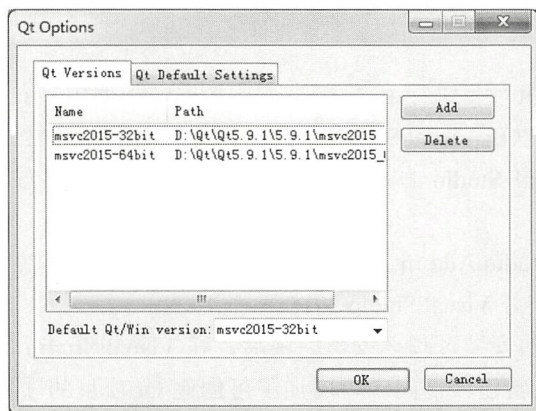 Qt Options
Qt Versions Qt Default Settings
Name Path
msvc2015-32bit D:\Qt\Qt5.9.1\5.9.1\msvc2015
msvc2015-64bit D:\Qt\Qt5.9.1\5.9.1\msvc2015_
Add
Delete
Default Qt/Win version: msvc2015-32bit
OK Cancel